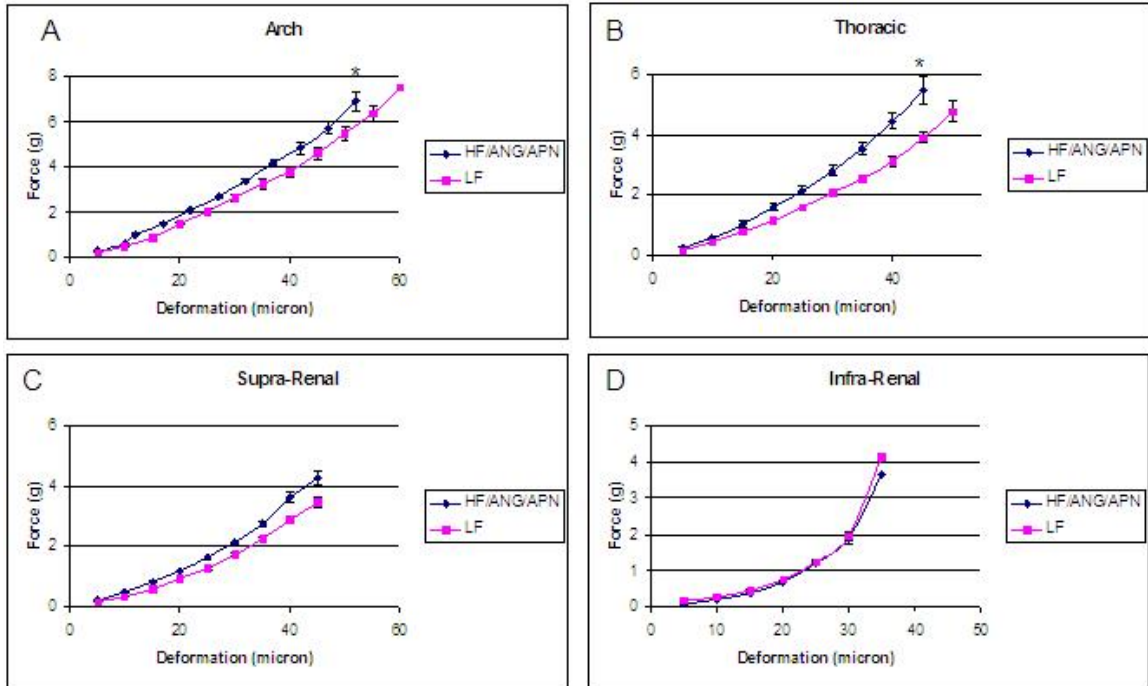 A
Arch
*
8
6
4
2
0
Force (g)
0 20 40 60
Deformation (micron)
HF/ANG/APN
LF
B
Thoracic
*
6
4
2
0
Force (g)
0 20 40
Deformation (micron)
HF/ANG/APN
LF
C
Supra-Renal
6
4
2
0
Force (g)
0 20 40 60
Deformation (micron)
HF/ANG/APN
LF
D
Infra-Renal
5
4
3
2
1
0
Force (g)
0 10 20 30 40 50
Deformation (micron)
HF/ANG/APN
LF